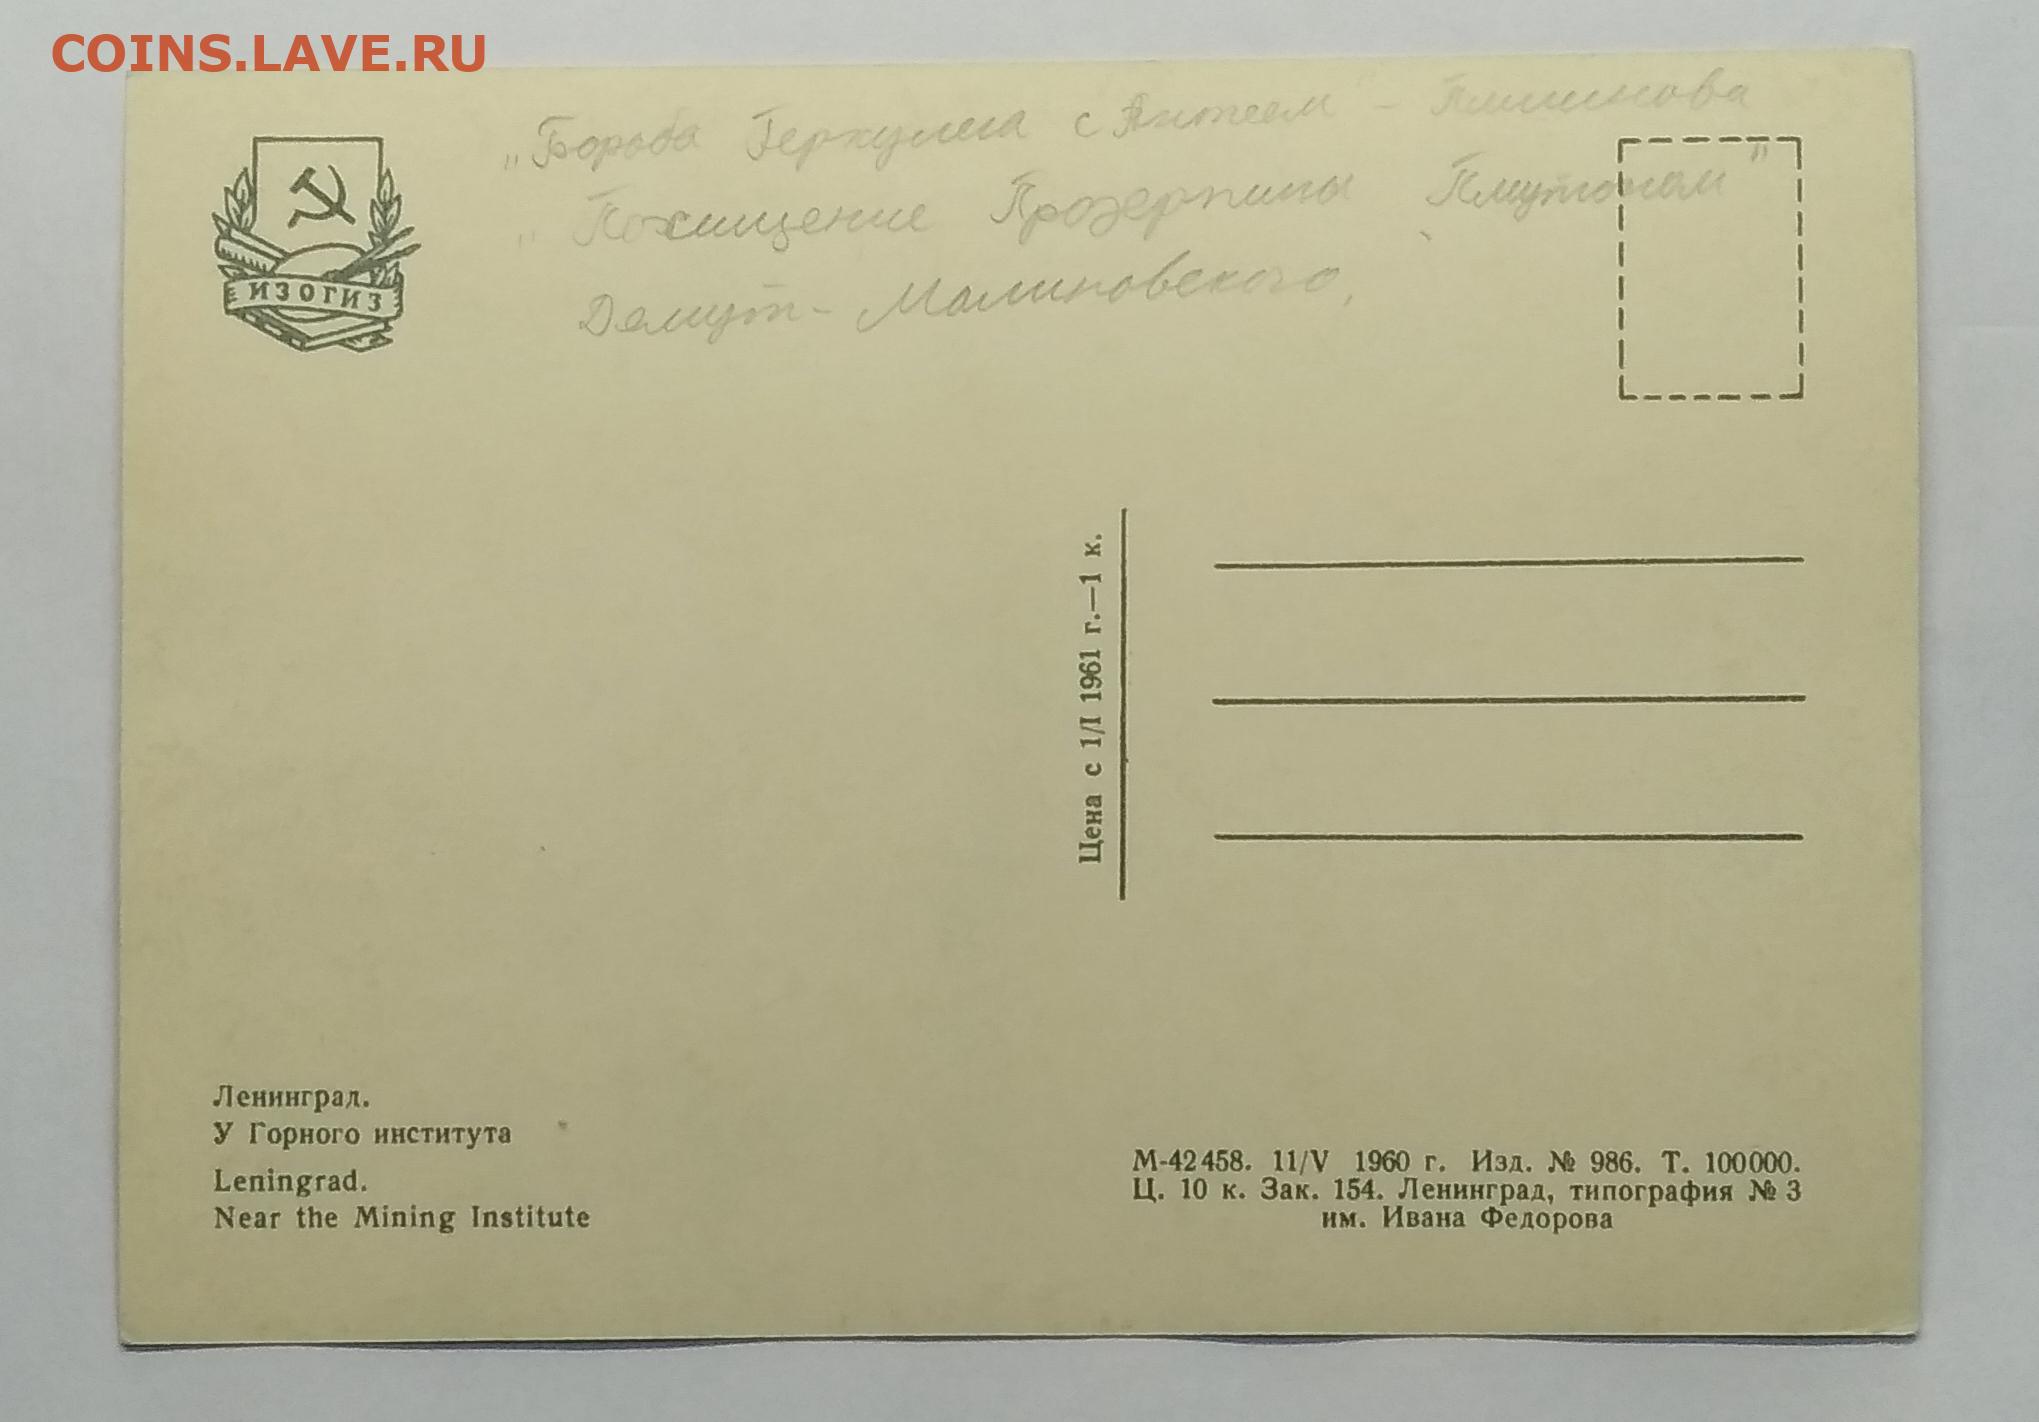 COINS.LAVE.RU
„Борьба Геркулеса с Антеем" - Пименова
„Похищение Прозерпины Плутоном"
Демут-Малиновского,
ИЗОГИЗ
Цена с 1/I 1961 г.—1 к.
Ленинград.
У Горного института
Leningrad.
Near the Mining Institute
М-42458. 11/V 1960 г. Изд. № 986. Т. 100000.
Ц. 10 к. Зак. 154. Ленинград, типография № 3
им. Ивана Федорова